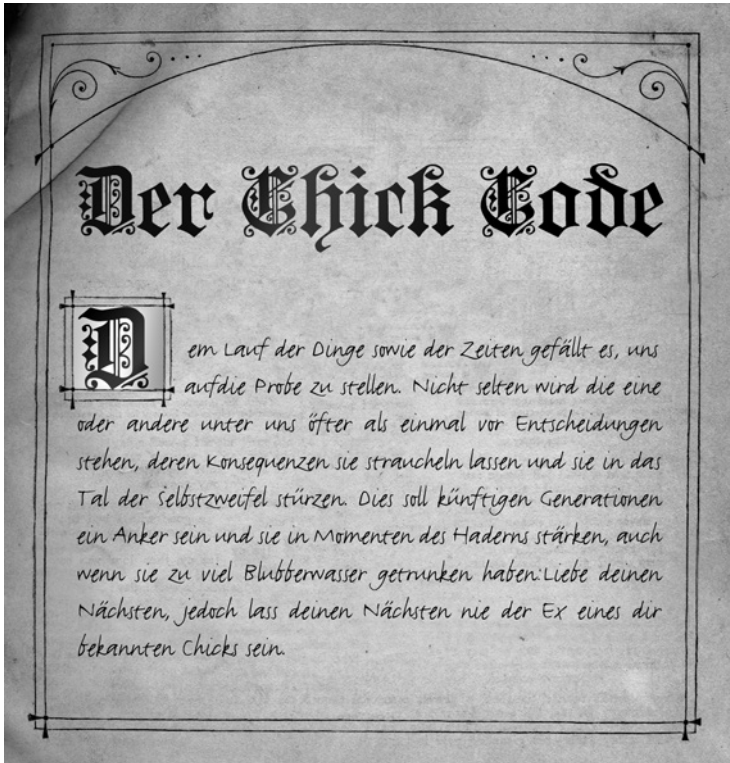 Der Chick Code
Dem Lauf der Dinge sowie der Zeiten gefällt es, uns
aufdie Probe zu stellen. Nicht selten wird die eine
oder andere unter uns öfter als einmal vor Entscheidungen
stehen, deren Konsequenzen sie straucheln lassen und sie in das
Tal der Selbstzweifel stürzen. Dies soll künftigen Generationen
ein Anker sein und sie in Momenten des Haderns stärken, auch
wenn sie zu viel Blubberwasser getrunken haben: Liebe deinen
Nächsten, jedoch lass deinen Nächsten nie der Ex eines dir
bekannten Chicks sein.